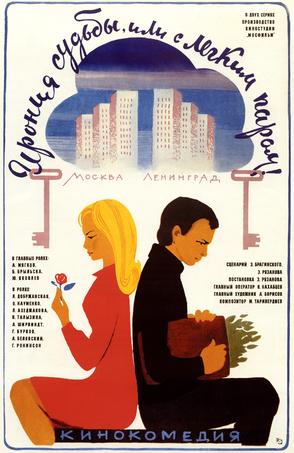 Ирония судьбы, или с лёгким паром!
В ДВУХ СЕРИЯХ
ПРОИЗВОДСТВО
КИНОСТУДИИ
"МОСФИЛЬМ"
МОСКВА ЛЕНИНГРАД
В ГЛАВНЫХ РОЛЯХ:
А. МЯГКОВ,
Б. БРЫЛЬСКА,
Ю. ЯКОВЛЕВ
В РОЛЯХ:
Л. ДОБРЖАНСКАЯ,
О. НАУМЕНКО,
Л. АХЕДЖАКОВА,
В. ТАЛЫЗИНА,
А. ШИРВИНДТ,
Г. БУРКОВ,
А. БЕЛЯВСКИЙ,
Г. РОНИНСОН
СЦЕНАРИЙ Э. БРАГИНСКОГО,
Э. РЯЗАНОВА
ПОСТАНОВКА Э. РЯЗАНОВА
ГЛАВНЫЙ ОПЕРАТОР В. НАХАБЦЕВ
ГЛАВНЫЙ ХУДОЖНИК А. БОРИСОВ
КОМПОЗИТОР М. ТАРИВЕРДИЕВ
КИНОКОМЕДИЯ